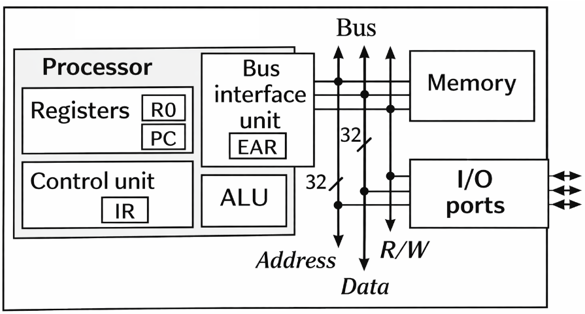 Bus
Processor
Registers
R0
PC
Control unit
IR
Bus
interface
unit
EAR
ALU
Memory
32
32
I/O
ports
Address
Data
R/W